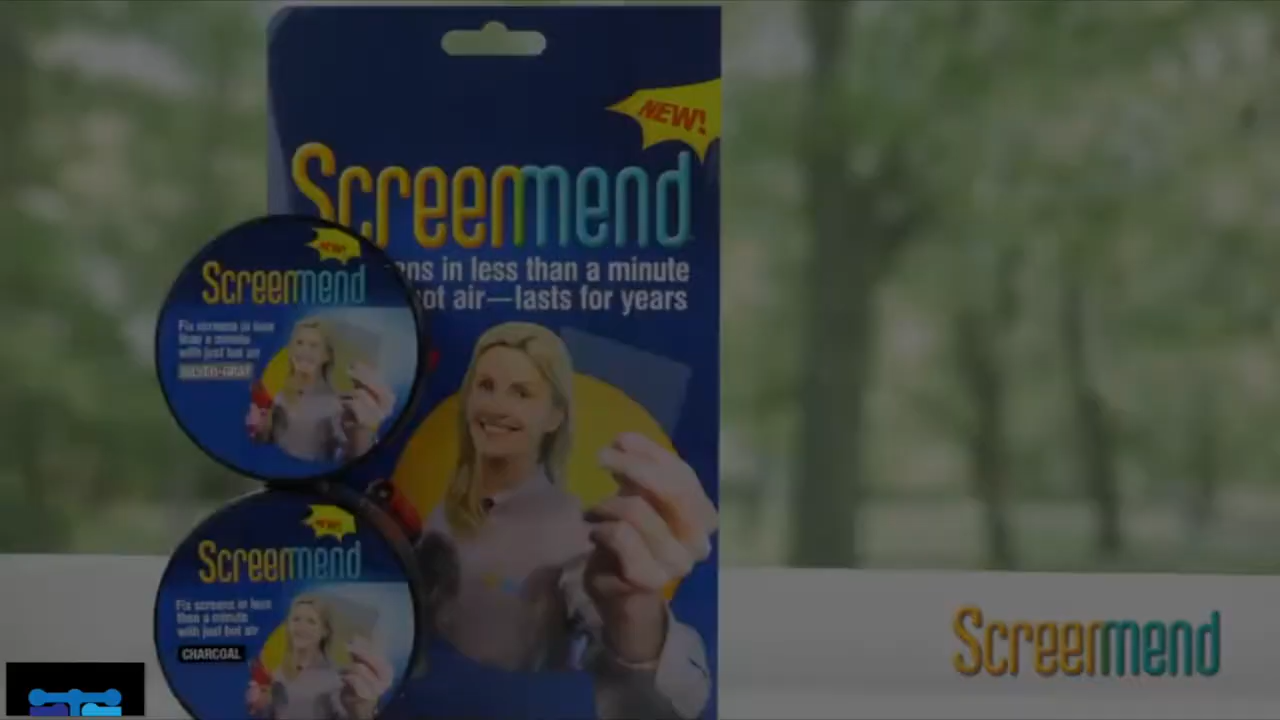 NEW!
Screenmend
ens in less than a minute
ot air—lasts for years
NEW!
Screenmend
Fix screens in less
than a minute
with just hot air
SILVER-GRAY
NEW!
Screenmend
Fix screens in less
than a minute
with just hot air
CHARCOAL
Screenmend